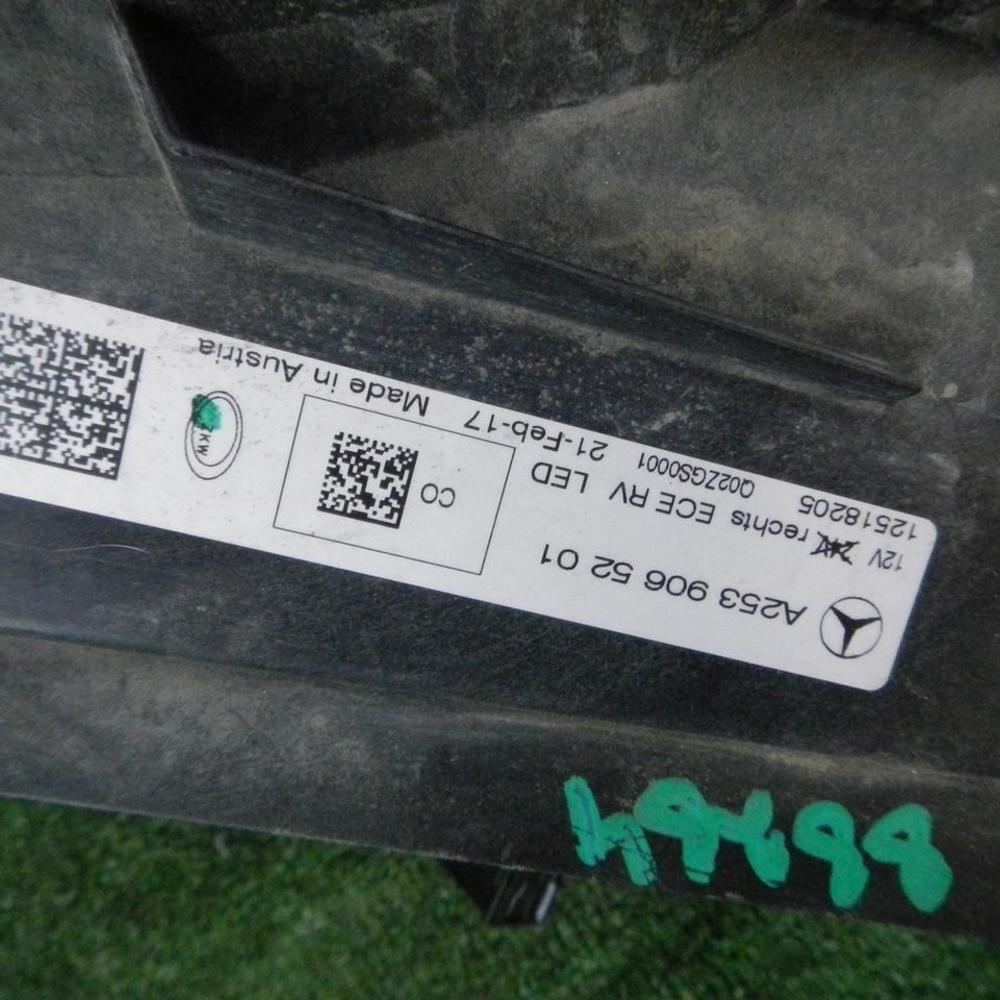 A253 906 52 01
12V 24V rechts ECE RV LED
12518205 Q02ZGS0001 21-Feb-17 Made in Austria
CO
KW